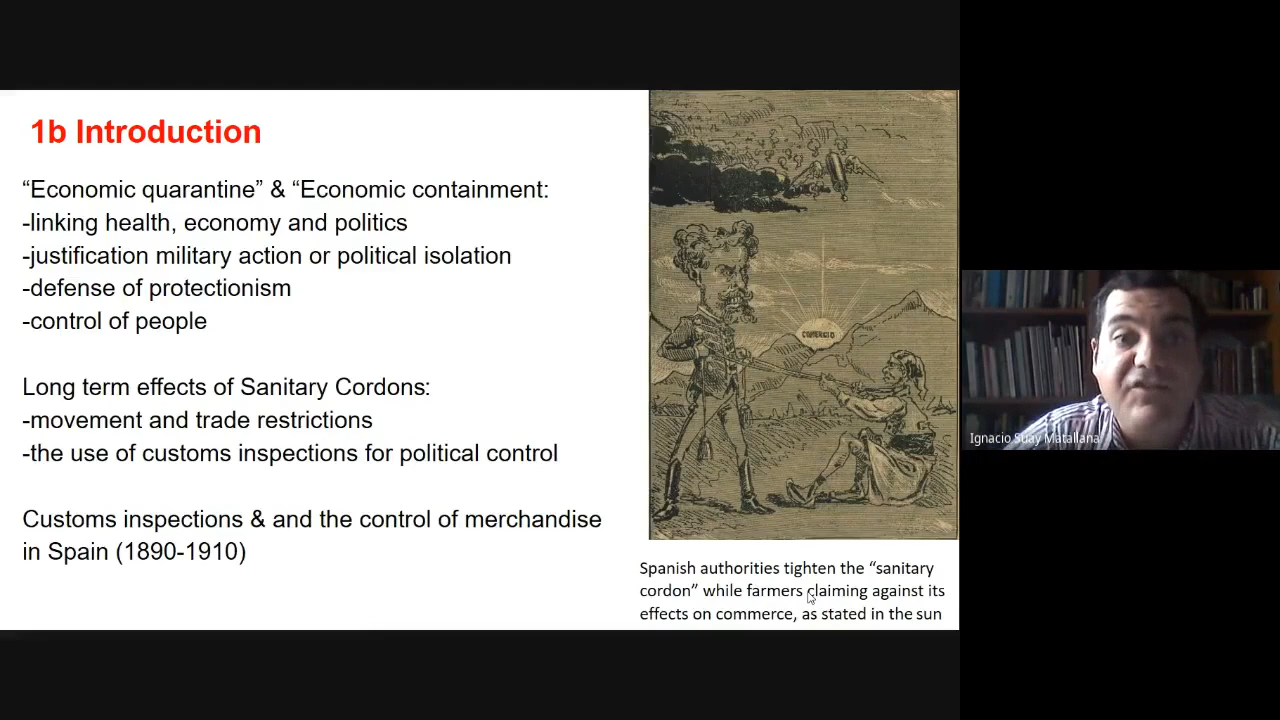 1b Introduction
“Economic quarantine” & “Economic containment:
-linking health, economy and politics
-justification military action or political isolation
-defense of protectionism
-control of people
Long term effects of Sanitary Cordons:
-movement and trade restrictions
-the use of customs inspections for political control
Customs inspections & and the control of merchandise
in Spain (1890-1910)
COMERCIO
Spanish authorities tighten the “sanitary
cordon” while farmers claiming against its
effects on commerce, as stated in the sun
Ignacio Suay Matallana